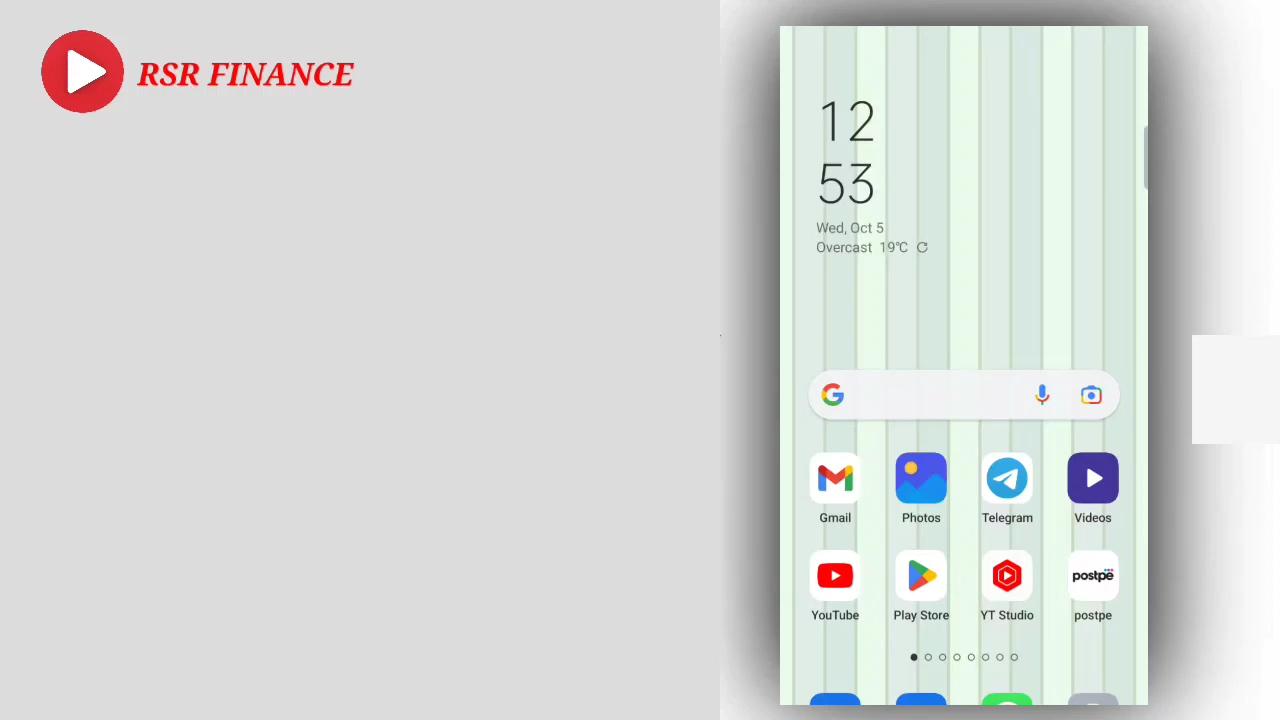 RSR FINANCE
12
53
Wed, Oct 5
Overcast 19℃
Gmail
Photos
Telegram
Videos
postpe
YouTube
Play Store
YT Studio
postpe